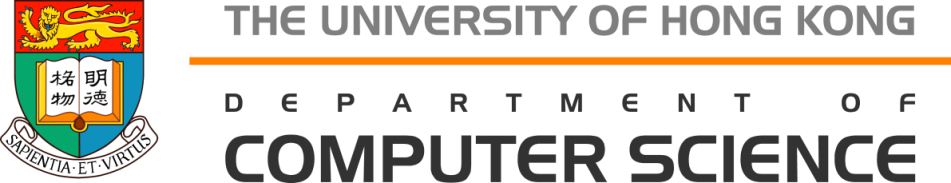 明德
格物
SAPIENTIA·ET·VIRTUS
THE UNIVERSITY OF HONG KONG
DEPARTMENT OF
COMPUTER SCIENCE